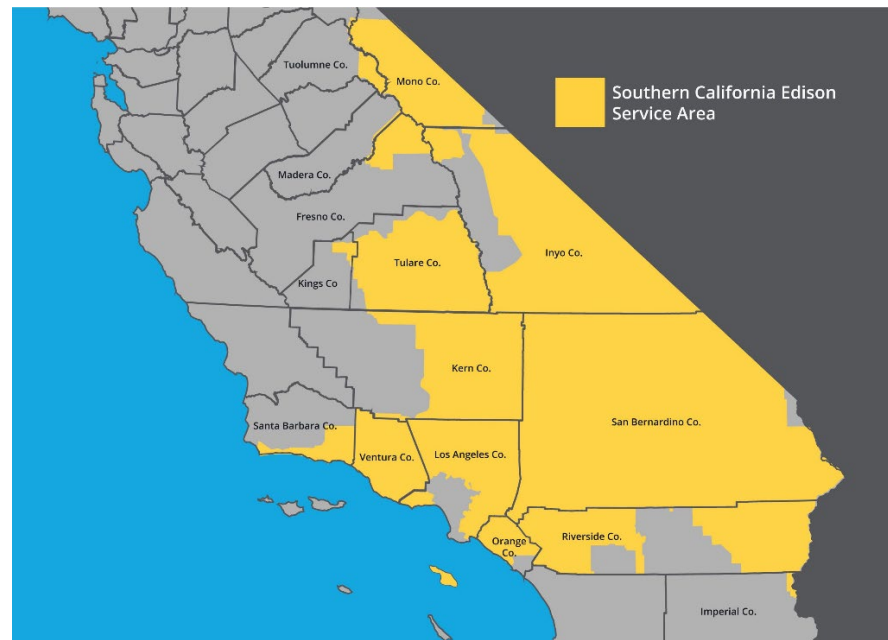 Tuolumne Co.
Mono Co.
Southern California Edison
Service Area
Madera Co.
Fresno Co.
Inyo Co.
Tulare Co.
Kings Co
Kern Co.
San Bernardino Co.
Santa Barbara Co.
Ventura Co.
Los Angeles Co.
Orange
Co.
Riverside Co.
Imperial Co.